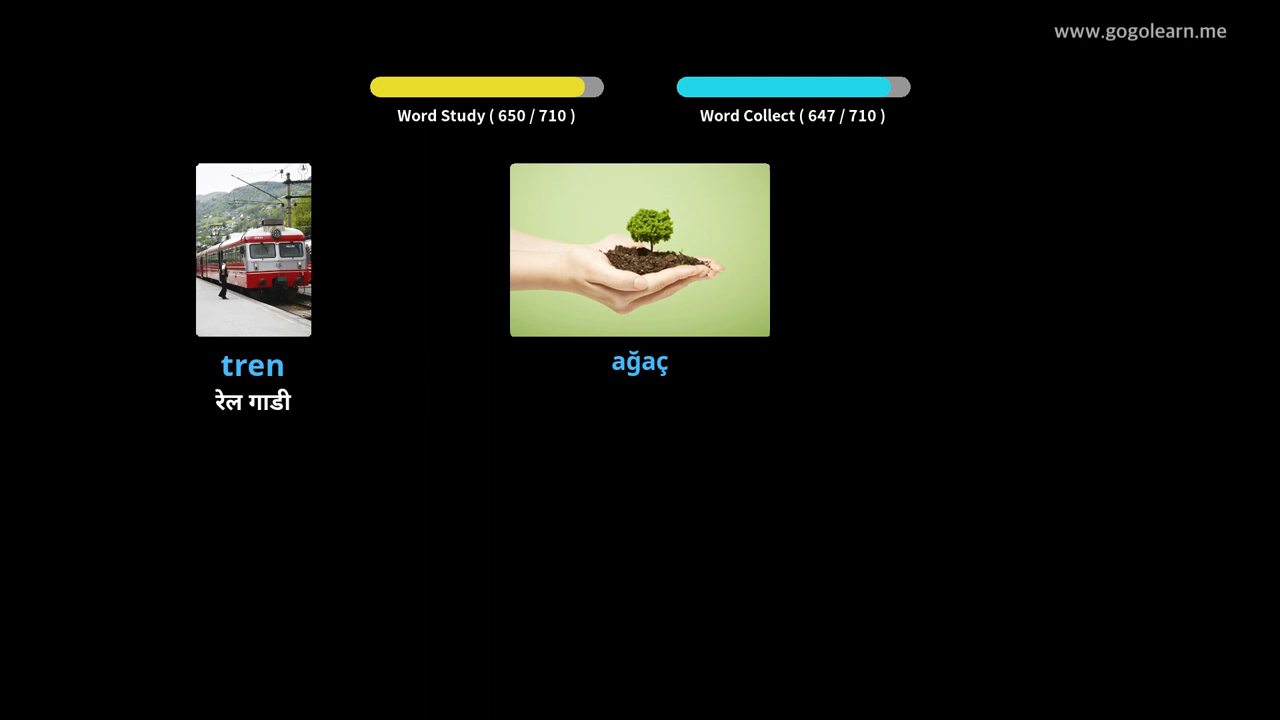 www.gogolearn.me
Word Study ( 650 / 710 )
Word Collect ( 647 / 710 )
tren
रेल गाडी
ağaç